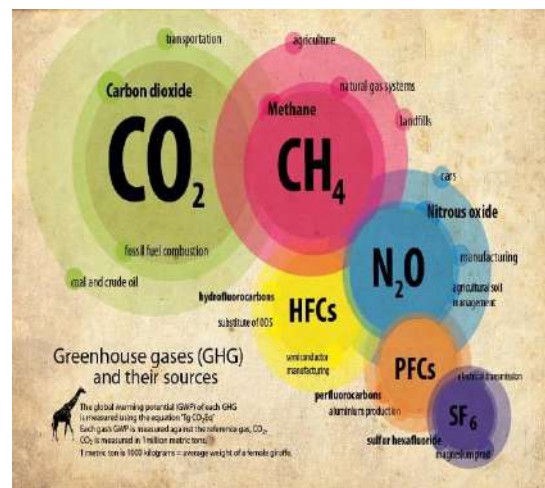 transportation
agriculture
Carbon dioxide
natural gas systems
Methane
landfills
CO₂
CH₄
cars
Nitrous oxide
fossil fuel combustion
manufacturing
coal and crude oil
N₂O
agricultural soil
management
hydrofluorocarbons
HFCs
substitute of ODS
semiconductor
manufacturing
Greenhouse gases (GHG)
and their sources
PFCs
electrical transmission
perfluorocarbons
aluminium production
SF₆
sulfur hexafluoride
magnesium prod
The global warming potential (GWP) of each GHG
is measured using the equation "Tg CO₂Eq"
Each gas's GWP is measured against the reference gas, CO₂.
CO₂ is measured in 1 million metric tons.
1 metric ton is 1000 kilograms = average weight of a female giraffe.